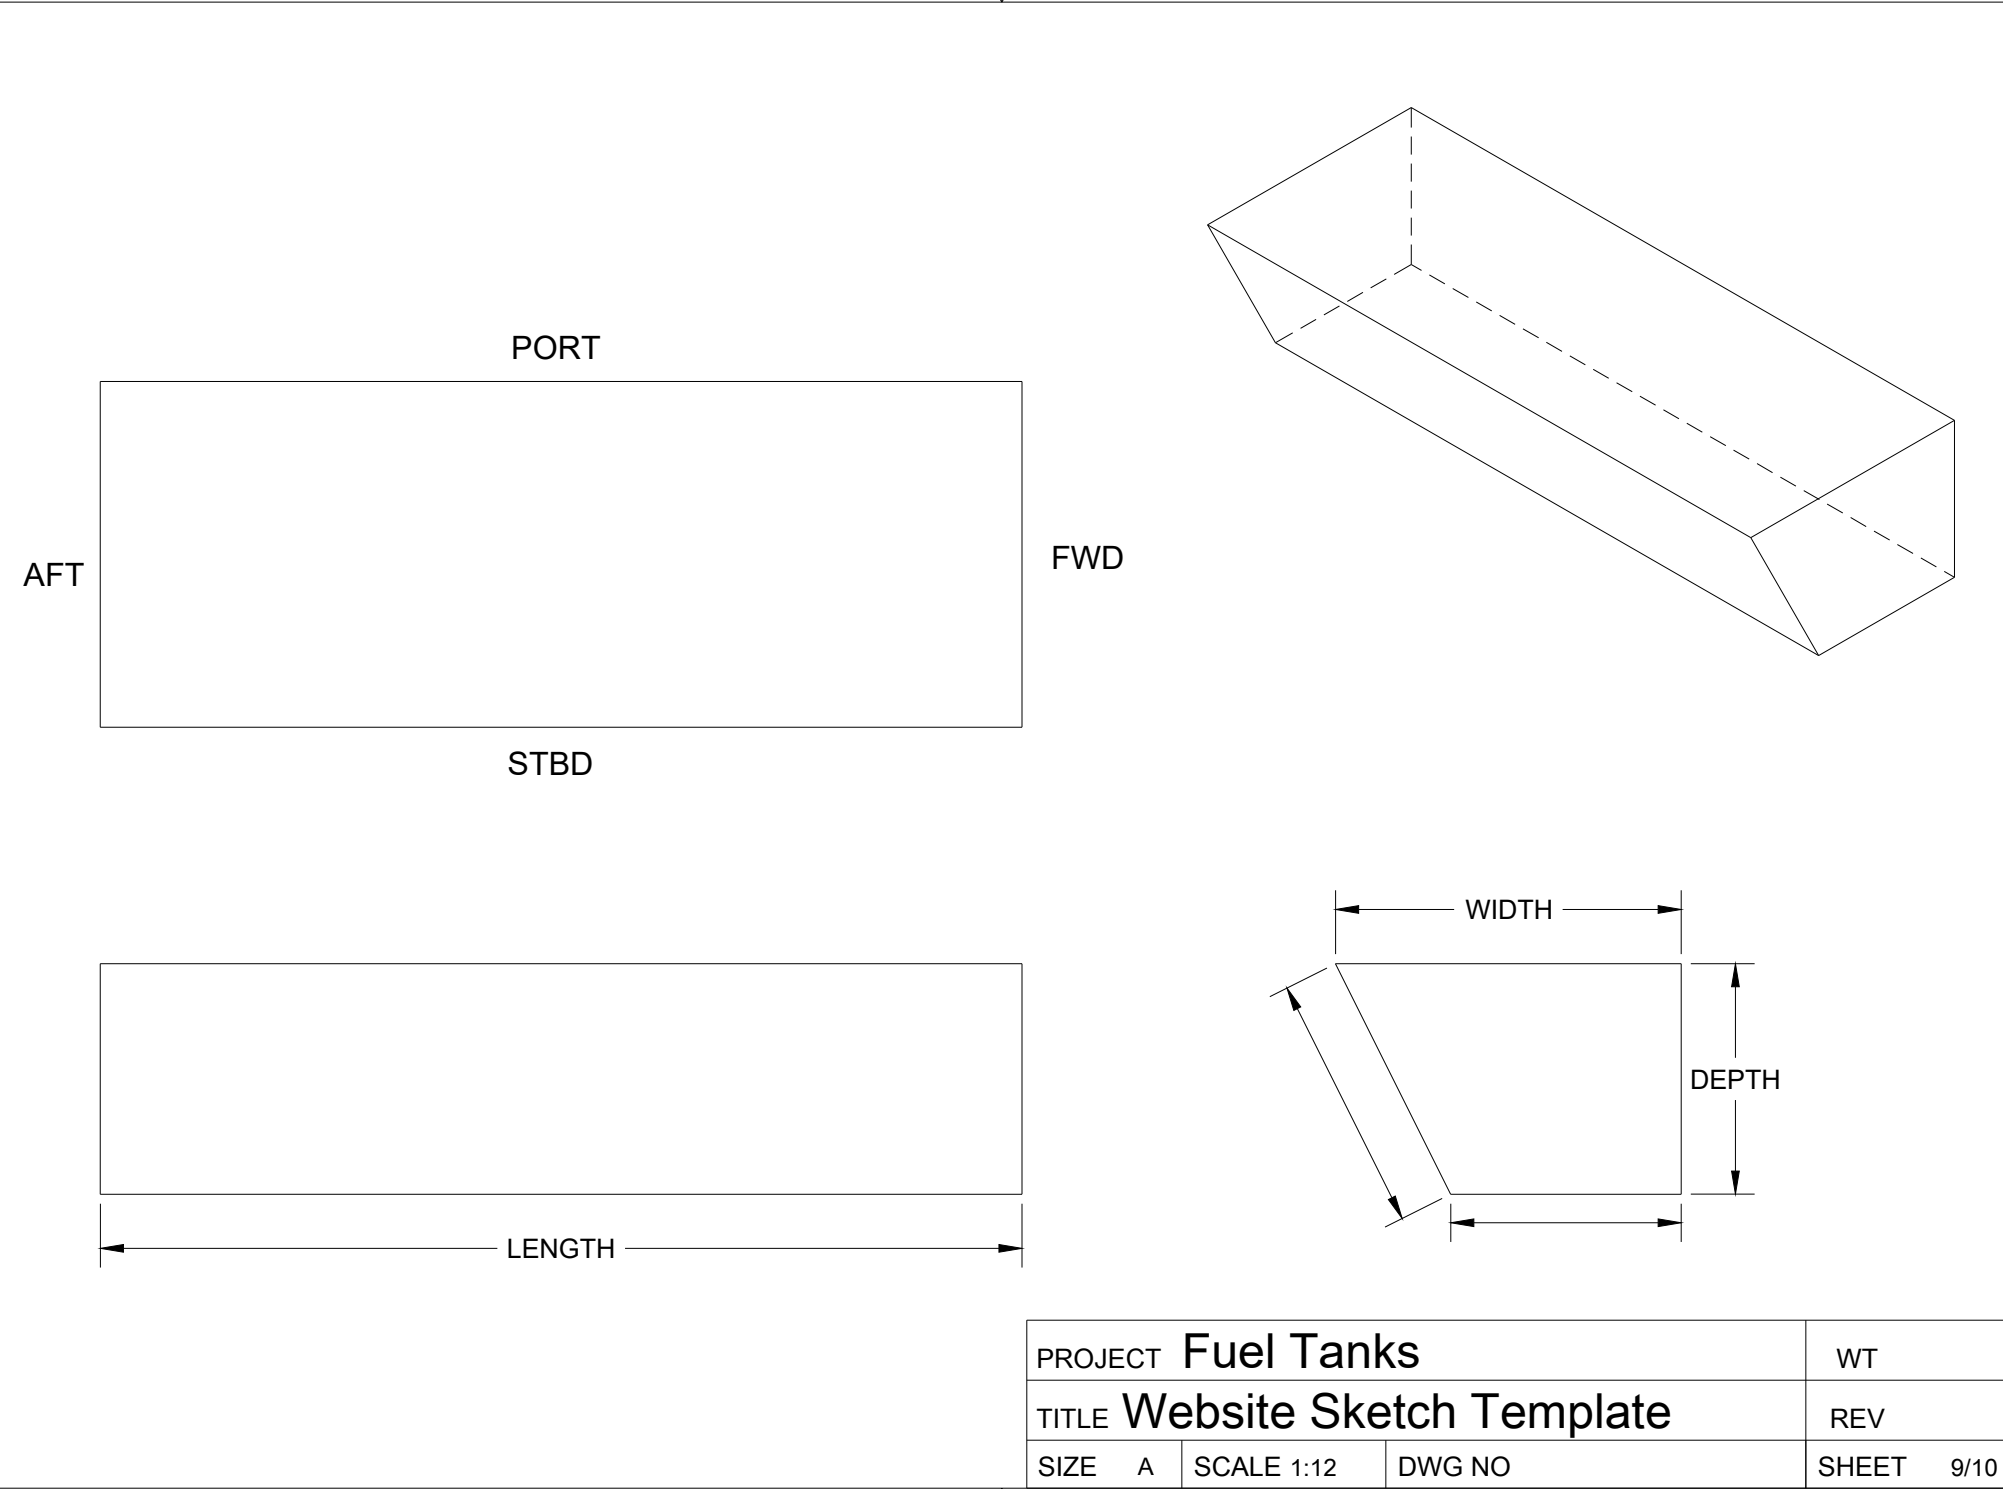 PORT
AFT
FWD
STBD
WIDTH
DEPTH
LENGTH
PROJECT Fuel Tanks
WT
TITLE Website Sketch Template
REV
SIZE A SCALE 1:12 DWG NO
SHEET 9/10